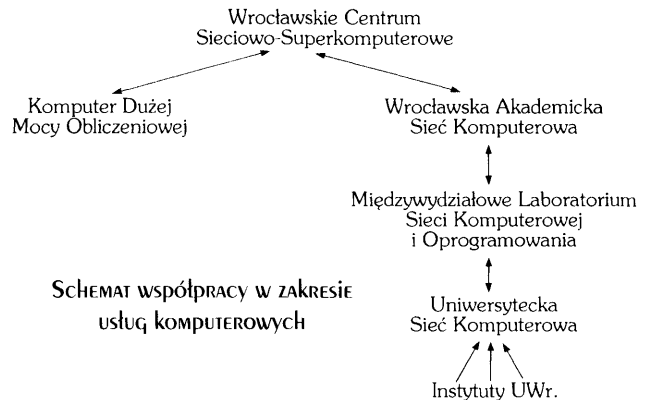 Wrocławskie Centrum
Sieciowo-Superkomputerowe
Komputer Dużej
Mocy Obliczeniowej
Wrocławska Akademicka
Sieć Komputerowa
Międzywydziałowe Laboratorium
Sieci Komputerowej
i Oprogramowania
Schemat współpracy w zakresie
usług komputerowych
Uniwersytecka
Sieć Komputerowa
Instytuty UWr.